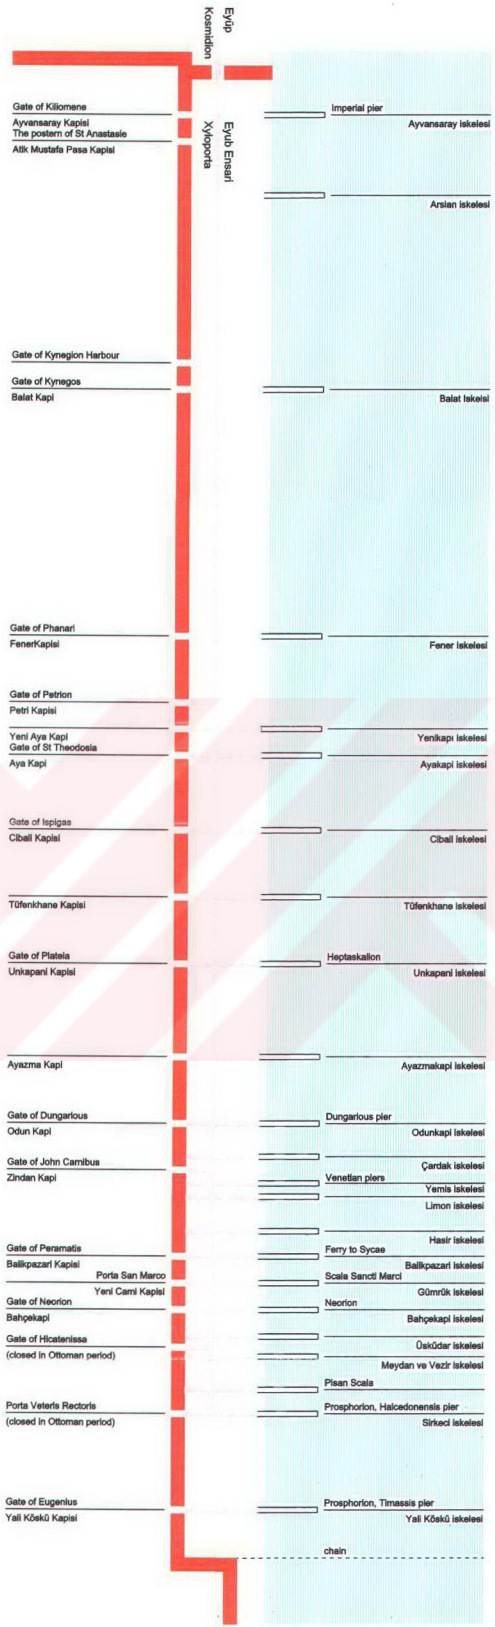 Eyüp
Kosmidion
Eyub Ensari
Xyloporta
Gate of Kiliomene
Ayvansaray Kapisi
The postern of St Anastasie
Atik Mustafa Pasa Kapisi
Gate of Kynegion Harbour
Gate of Kynegos
Balat Kapi
Gate of Phanari
FenerKapisi
Gate of Petrion
Petri Kapisi
Yeni Aya Kapi
Gate of St Theodosia
Aya Kapi
Gate of Ispigas
Cibali Kapisi
Tüfenkhane Kapisi
Gate of Plateia
Unkapani Kapisi
Ayazma Kapi
Gate of Dungarious
Odun Kapi
Gate of John Carnibus
Zindan Kapi
Gate of Peramatis
Balikpazari Kapisi
Porta San Marco
Yeni Cami Kapisi
Gate of Neorion
Bahçekapi
Gate of Hicatenissa
(closed in Ottoman period)
Porta Veteris Rectoris
(closed in Ottoman period)
Gate of Eugenius
Yali Köskü Kapisi
Imperial pier
Ayvansaray iskelesi
Arslan iskelesi
Balat Iskelsi
Fener Iskelesi
Yenikapı iskelesi
Ayakapi iskelesi
Cibali iskelesi
Tüfenkhane iskelesi
Heptaskalion
Unkapani iskelesi
Ayazmakapi iskelesi
Dungarious pier
Odunkapi iskelesi
Çardak iskelesi
Venetian piers
Yemis iskelesi
Limon iskelesi
Hasir iskelesi
Ferry to Sycae
Balikpazari iskelesi
Scala Sancti Marci
Gümrük iskelesi
Neorion
Bahçekapi iskelesi
Üsküdar iskelesi
Meydan ve Vezir iskelesi
Pisan Scala
Prosphorion, Halcedonensis pier
Sirkeci iskelesi
Prosphorion, Timassis pier
Yali Köskü iskelesi
chain